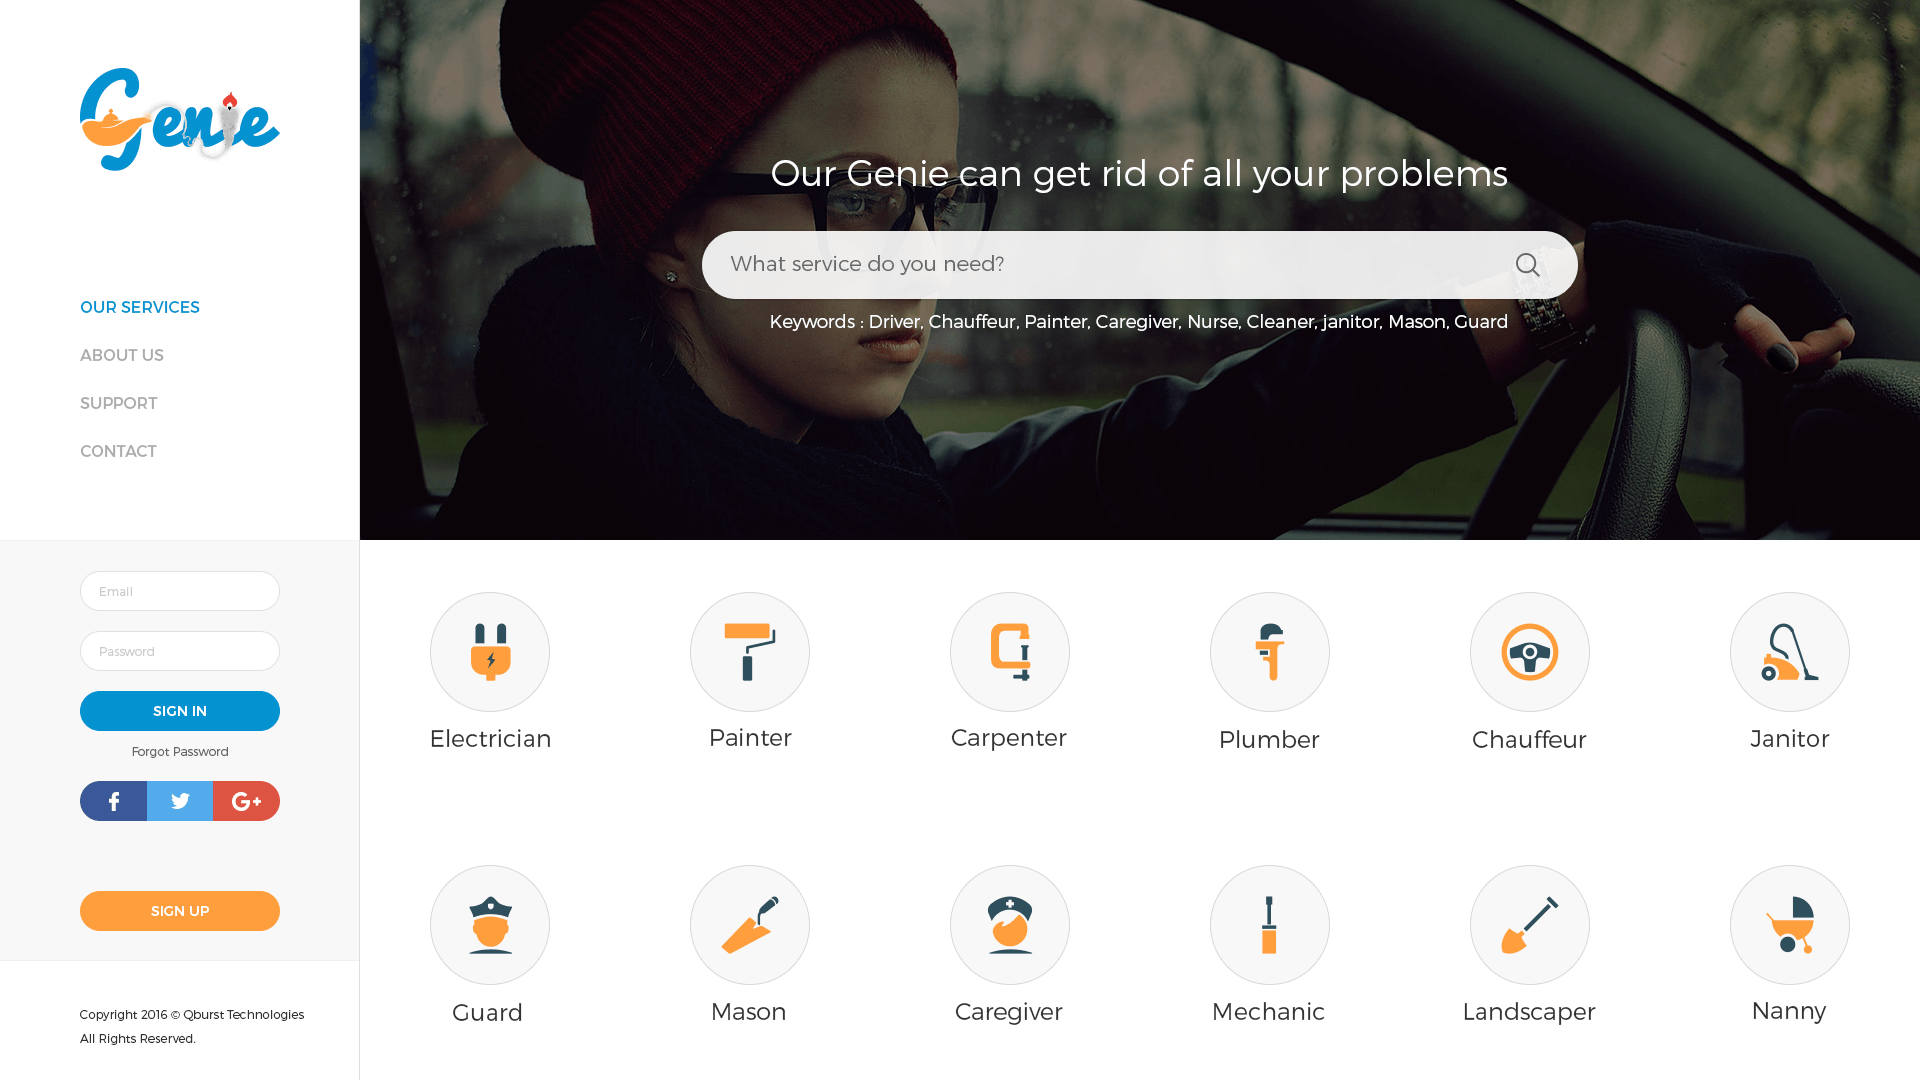 Genie
OUR SERVICES
ABOUT US
SUPPORT
CONTACT
Email
Password
SIGN IN
Forgot Password
f
G+
SIGN UP
Copyright 2016 © Qburst Technologies
All Rights Reserved.
Our Genie can get rid of all your problems
What service do you need?
Keywords : Driver, Chauffeur, Painter, Caregiver, Nurse, Cleaner, janitor, Mason, Guard
Electrician
Painter
Carpenter
Plumber
Chauffeur
Janitor
Guard
Mason
Caregiver
Mechanic
Landscaper
Nanny